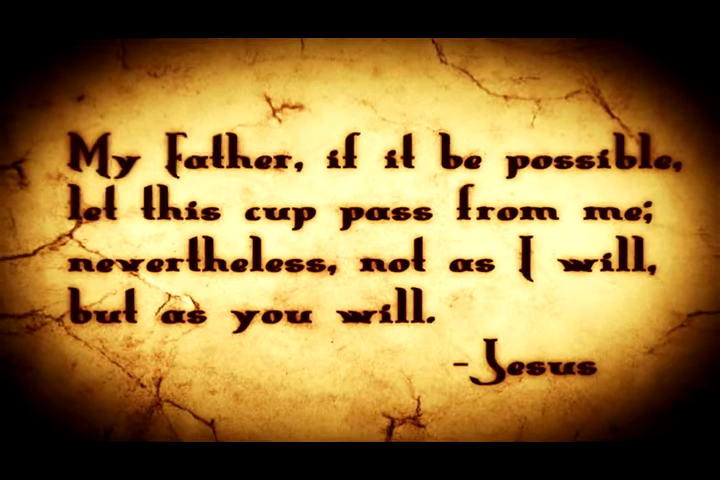 My Father, if it be possible,
let this cup pass from me;
nevertheless, not as I will,
but as you will.
-Jesus